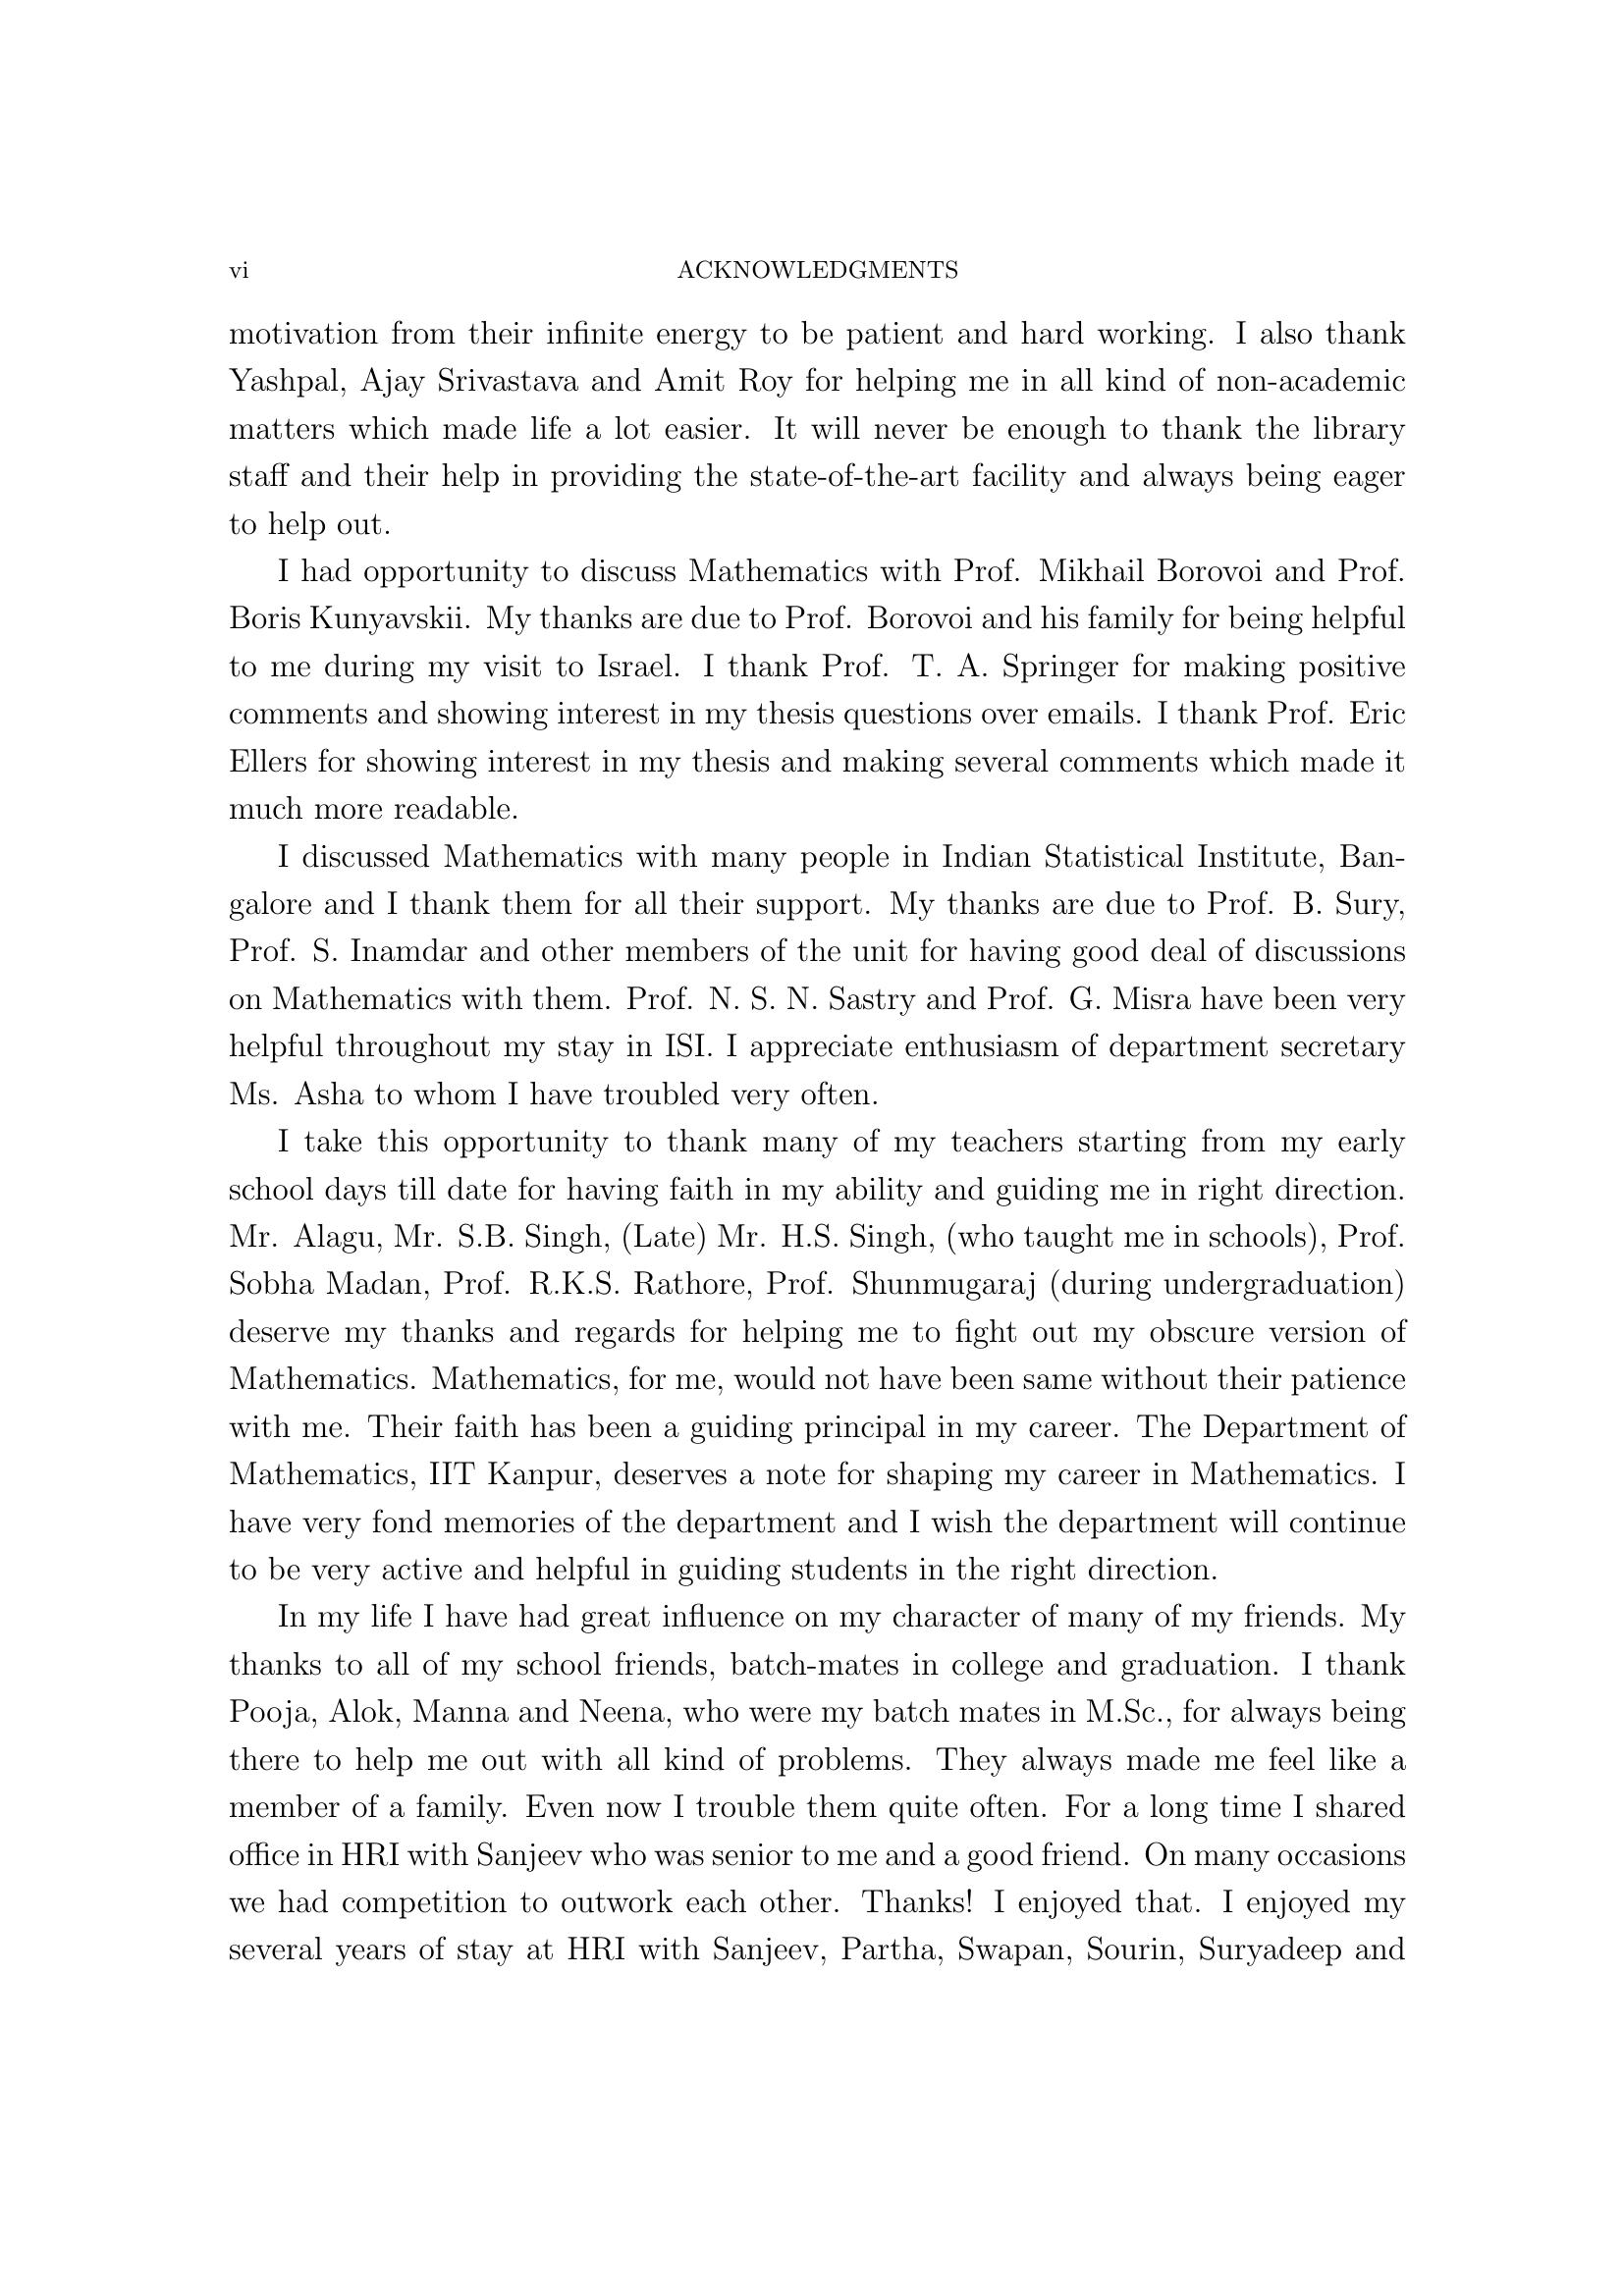 vi ACKNOWLEDGMENTS
motivation from their infinite energy to be patient and hard working. I also thank
Yashpal, Ajay Srivastava and Amit Roy for helping me in all kind of non-academic
matters which made life a lot easier. It will never be enough to thank the library
staff and their help in providing the state-of-the-art facility and always being eager
to help out.
I had opportunity to discuss Mathematics with Prof. Mikhail Borovoi and Prof.
Boris Kunyavskii. My thanks are due to Prof. Borovoi and his family for being helpful
to me during my visit to Israel. I thank Prof. T. A. Springer for making positive
comments and showing interest in my thesis questions over emails. I thank Prof. Eric
Ellers for showing interest in my thesis and making several comments which made it
much more readable.
I discussed Mathematics with many people in Indian Statistical Institute, Ban-
galore and I thank them for all their support. My thanks are due to Prof. B. Sury,
Prof. S. Inamdar and other members of the unit for having good deal of discussions
on Mathematics with them. Prof. N. S. N. Sastry and Prof. G. Misra have been very
helpful throughout my stay in ISI. I appreciate enthusiasm of department secretary
Ms. Asha to whom I have troubled very often.
I take this opportunity to thank many of my teachers starting from my early
school days till date for having faith in my ability and guiding me in right direction.
Mr. Alagu, Mr. S.B. Singh, (Late) Mr. H.S. Singh, (who taught me in schools), Prof.
Sobha Madan, Prof. R.K.S. Rathore, Prof. Shunmugaraj (during undergraduation)
deserve my thanks and regards for helping me to fight out my obscure version of
Mathematics. Mathematics, for me, would not have been same without their patience
with me. Their faith has been a guiding principal in my career. The Department of
Mathematics, IIT Kanpur, deserves a note for shaping my career in Mathematics. I
have very fond memories of the department and I wish the department will continue
to be very active and helpful in guiding students in the right direction.
In my life I have had great influence on my character of many of my friends. My
thanks to all of my school friends, batch-mates in college and graduation. I thank
Pooja, Alok, Manna and Neena, who were my batch mates in M.Sc., for always being
there to help me out with all kind of problems. They always made me feel like a
member of a family. Even now I trouble them quite often. For a long time I shared
office in HRI with Sanjeev who was senior to me and a good friend. On many occasions
we had competition to outwork each other. Thanks! I enjoyed that. I enjoyed my
several years of stay at HRI with Sanjeev, Partha, Swapan, Sourin, Suryadeep and